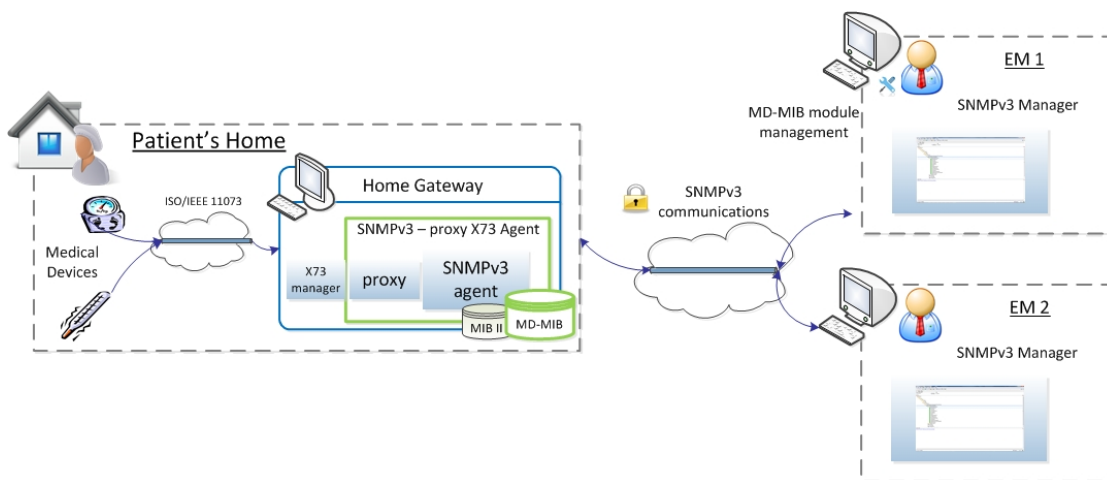 Patient's Home
Medical
Devices
ISO/IEEE 11073
Home Gateway
SNMPv3 – proxy X73 Agent
X73
manager
proxy
SNMPv3
agent
MIB II
MD-MIB
SNMPv3
communications
MD-MIB module
management
EM 1
SNMPv3 Manager
EM 2
SNMPv3 Manager